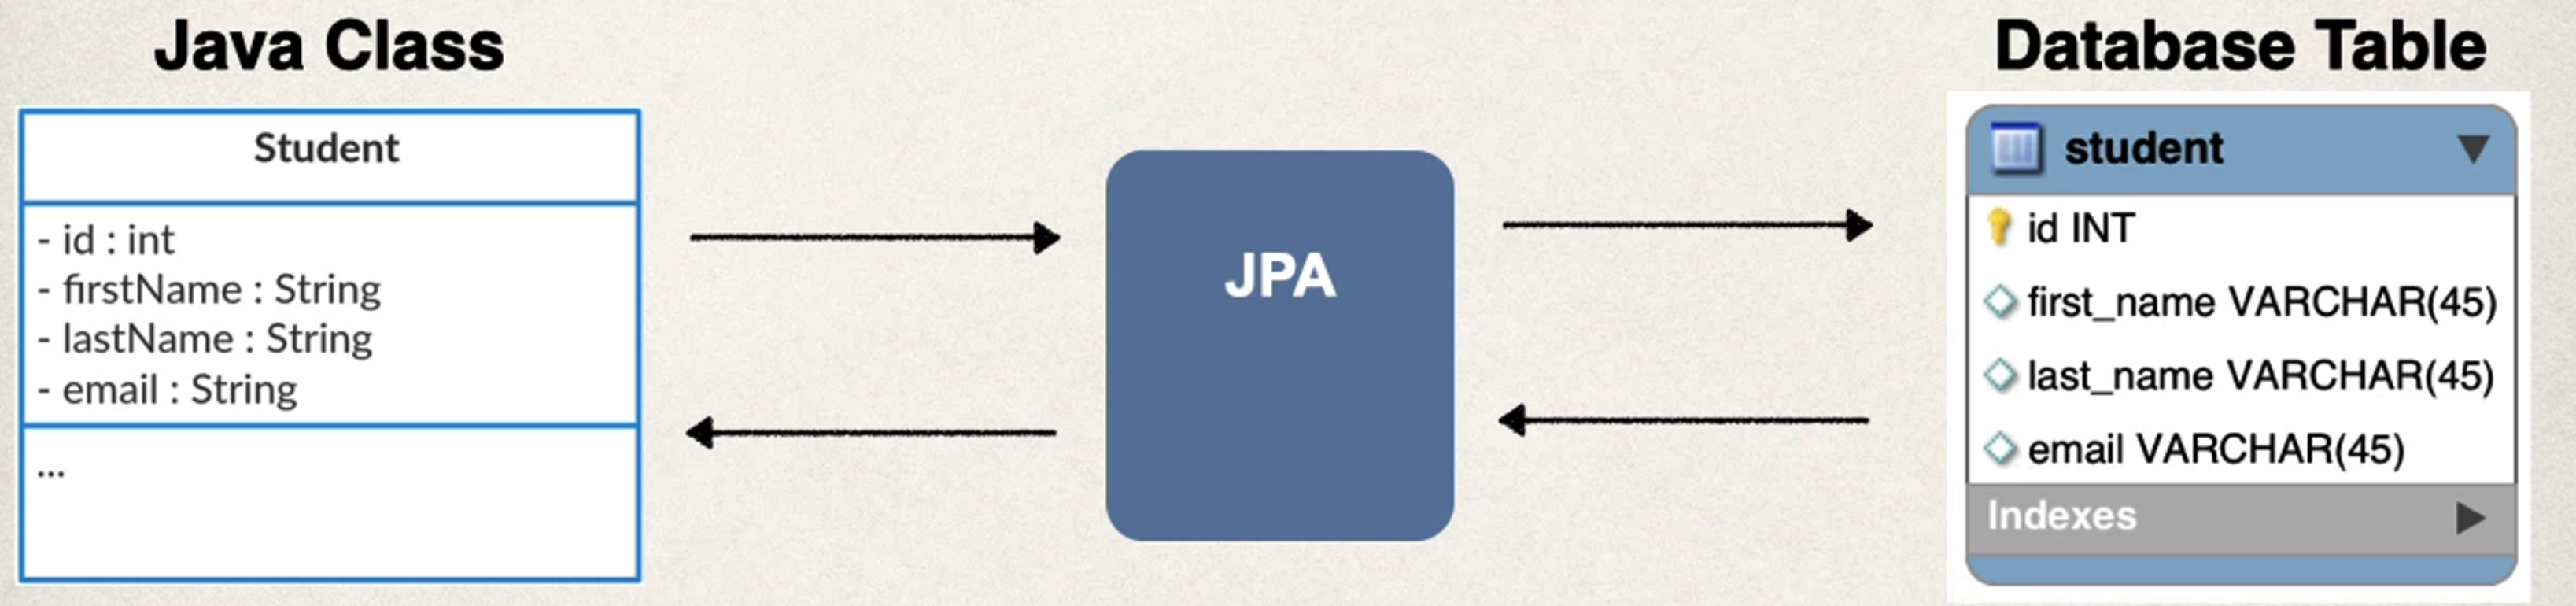 Java Class
Student
- id : int
- firstName : String
- lastName : String
- email : String
...
JPA
Database Table
student
id INT
first_name VARCHAR(45)
last_name VARCHAR(45)
email VARCHAR(45)
Indexes